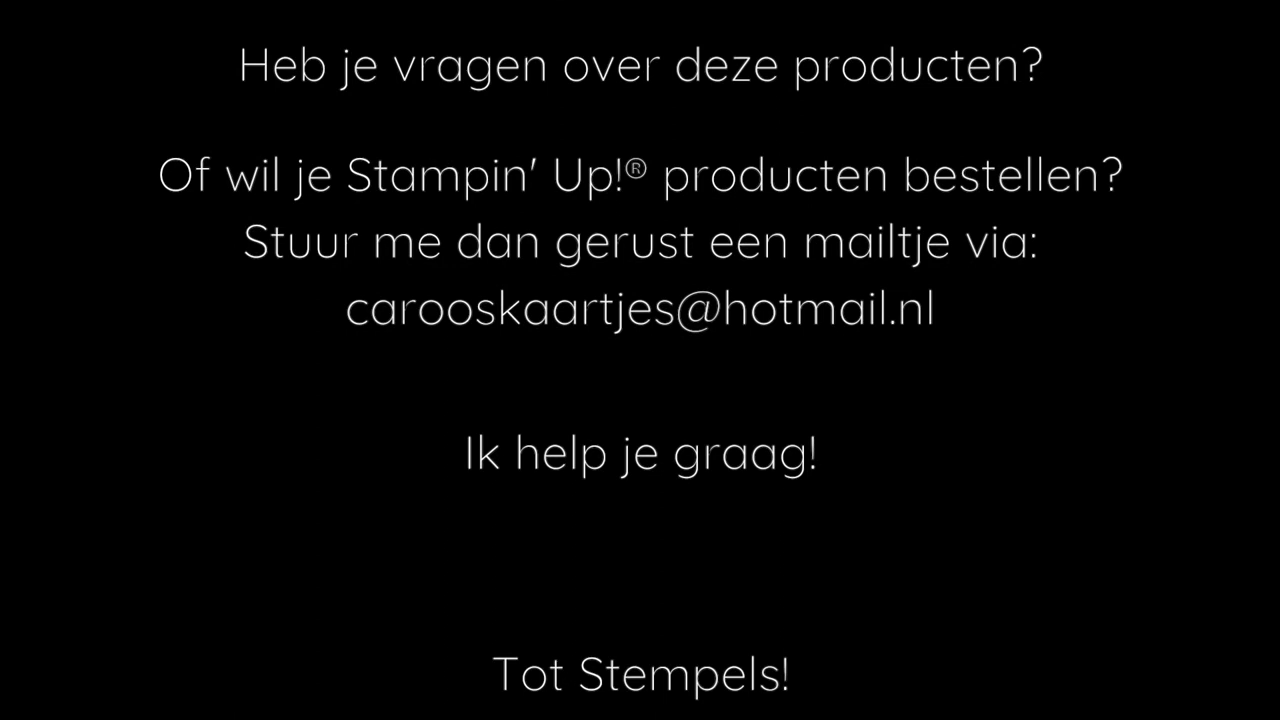 Heb je vragen over deze producten?
Of wil je Stampin' Up!® producten bestellen?
Stuur me dan gerust een mailtje via:
carooskaartjes@hotmail.nl
Ik help je graag!
Tot Stempels!